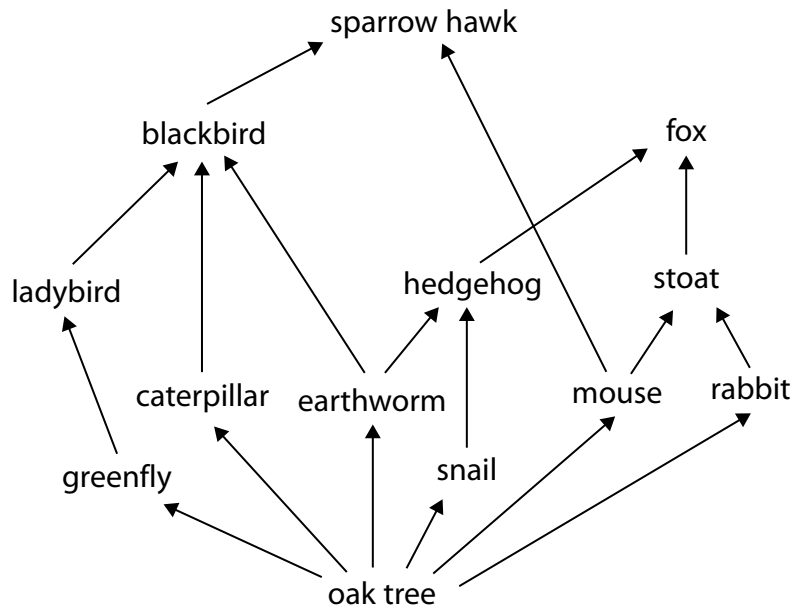 sparrow hawk
blackbird
fox
ladybird
hedgehog
stoat
caterpillar
earthworm
mouse
rabbit
greenfly
snail
oak tree